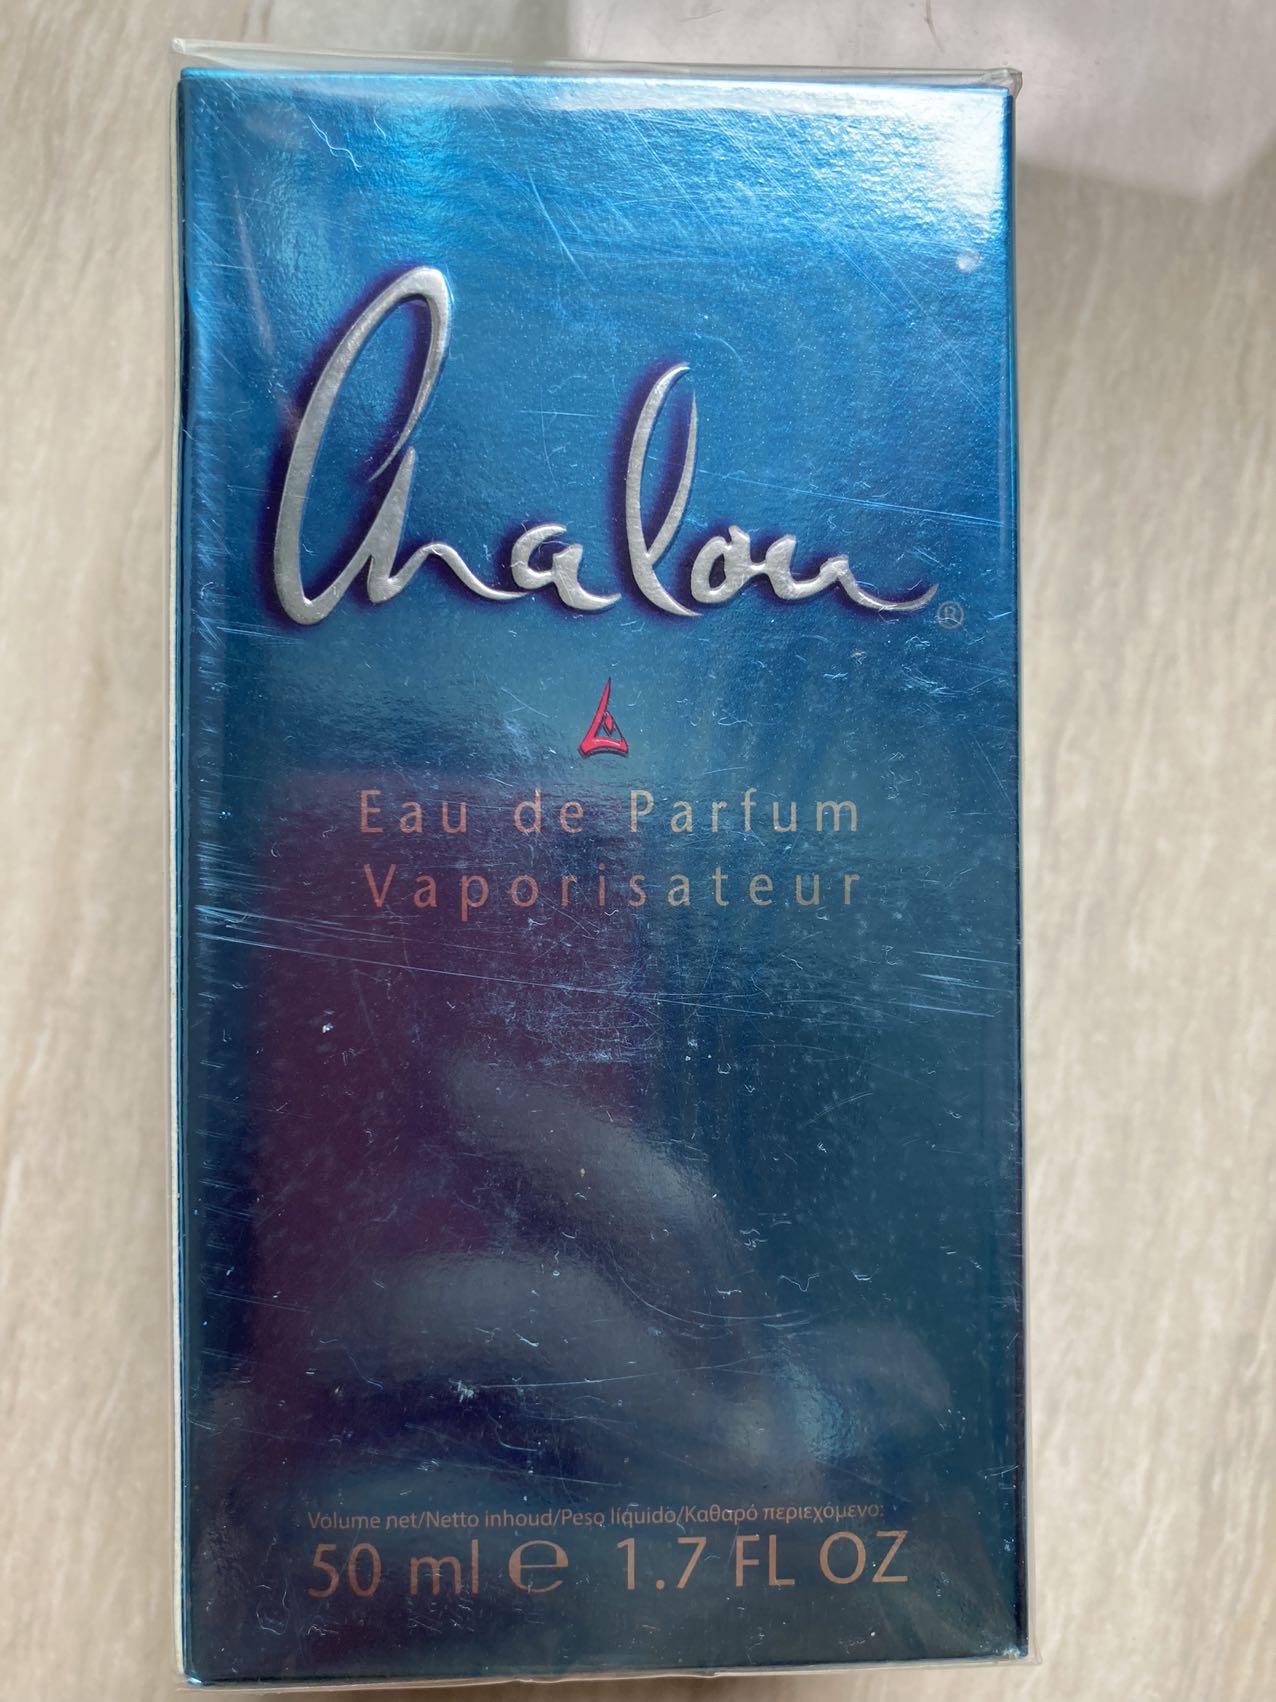 Chalou®
Eau de Parfum
Vaporisateur
Volume net/Netto inhoud/Peso líquido/Καθαρό περιεχόμενο:
50 ml ℮ 1.7 FL OZ